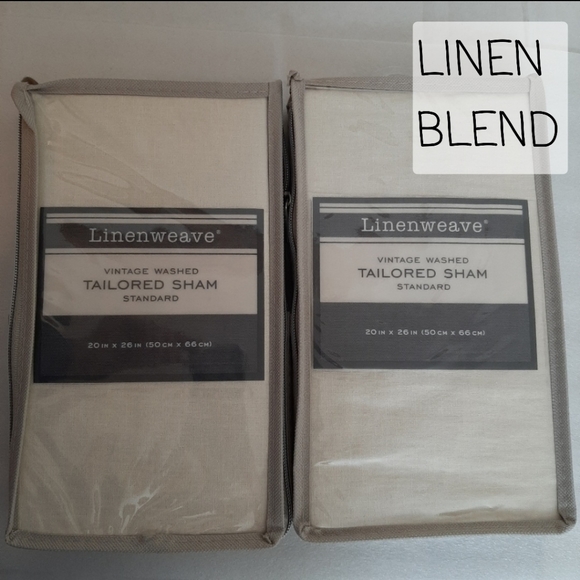 LINEN
BLEND
Linenweave®
VINTAGE WASHED
TAILORED SHAM
STANDARD
20 IN X 26 IN (50 CM X 66 CM)
Linenweave®
VINTAGE WASHED
TAILORED SHAM
STANDARD
20 IN X 26 IN (50 CM X 66 CM)